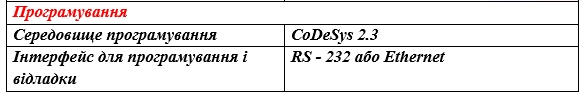 Програмування
Середовище програмування CoDeSys 2.3
Інтерфейс для програмування і RS - 232 або Ethernet
відладки